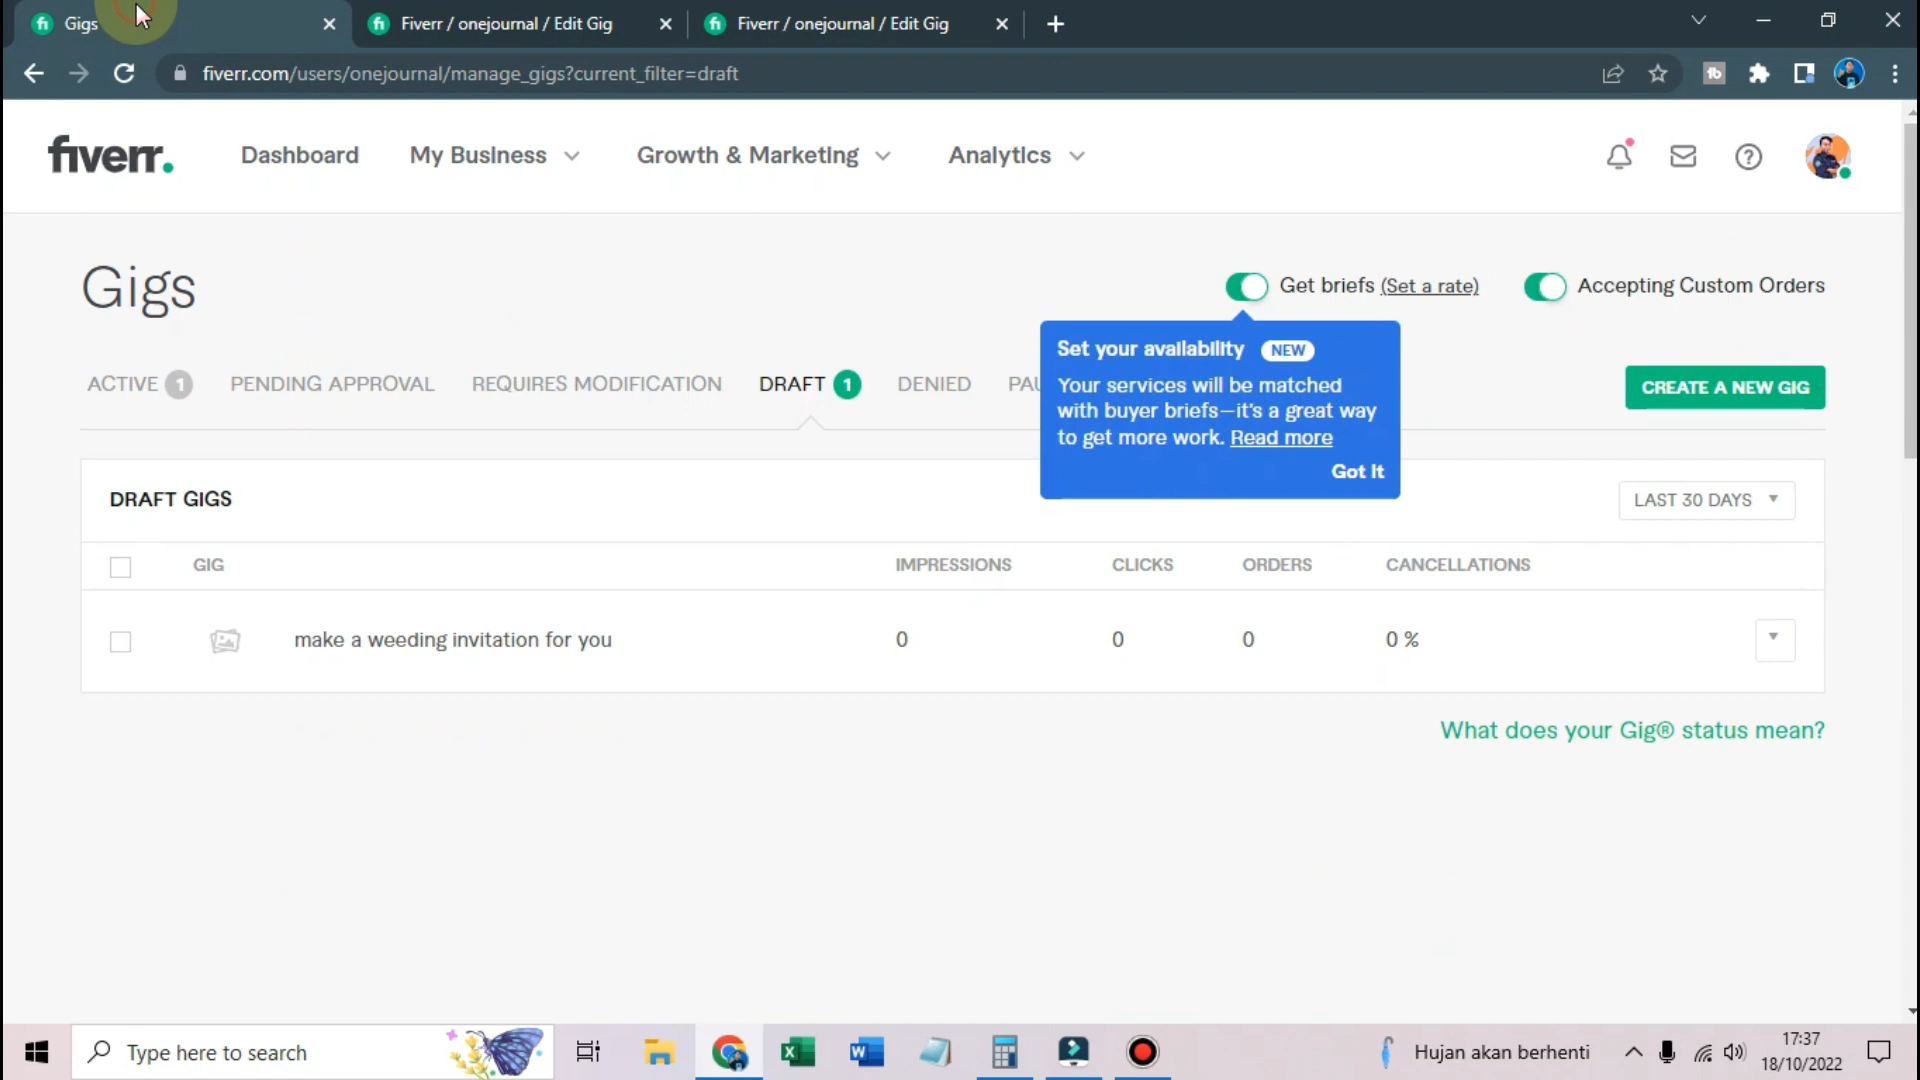 Gigs
Fiverr / onejournal / Edit Gig
Fiverr / onejournal / Edit Gig
fiverr.com/users/onejournal/manage_gigs?current_filter=draft
fiverr.
Dashboard
My Business
Growth & Marketing
Analytics
Gigs
Get briefs (Set a rate)
Accepting Custom Orders
Set your availability NEW
Your services will be matched
with buyer briefs—it's a great way
to get more work. Read more
Got it
ACTIVE 1
PENDING APPROVAL
REQUIRES MODIFICATION
DRAFT 1
DENIED
PAU
CREATE A NEW GIG
DRAFT GIGS
LAST 30 DAYS
GIG
IMPRESSIONS
CLICKS
ORDERS
CANCELLATIONS
make a weeding invitation for you
0
0
0
0 %
What does your Gig® status mean?
Type here to search
Hujan akan berhenti
17:37
18/10/2022